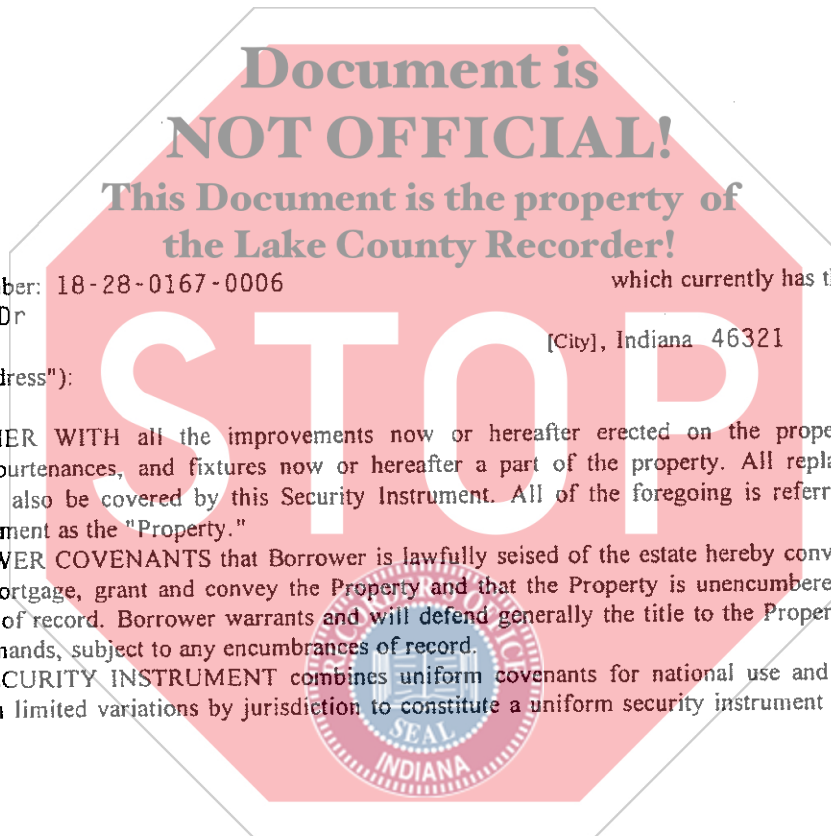 Document is
NOT OFFICIAL!
This Document is the property of
the Lake County Recorder!
ber: 18-28-0167-0006 which currently has t
Dr
[City], Indiana 46321
dress"):
STOP
ER WITH all the improvements now or hereafter erected on the prope
purtenances, and fixtures now or hereafter a part of the property. All repla
also be covered by this Security Instrument. All of the foregoing is referr
ment as the "Property."
WER COVENANTS that Borrower is lawfully seised of the estate hereby conv
ortgage, grant and convey the Property and that the Property is unencumbere
of record. Borrower warrants and will defend generally the title to the Proper
nands, subject to any encumbrances of record.
CURITY INSTRUMENT combines uniform covenants for national use and
limited variations by jurisdiction to constitute a uniform security instrument
RECORDER'S OFFICE
SEAL
INDIANA